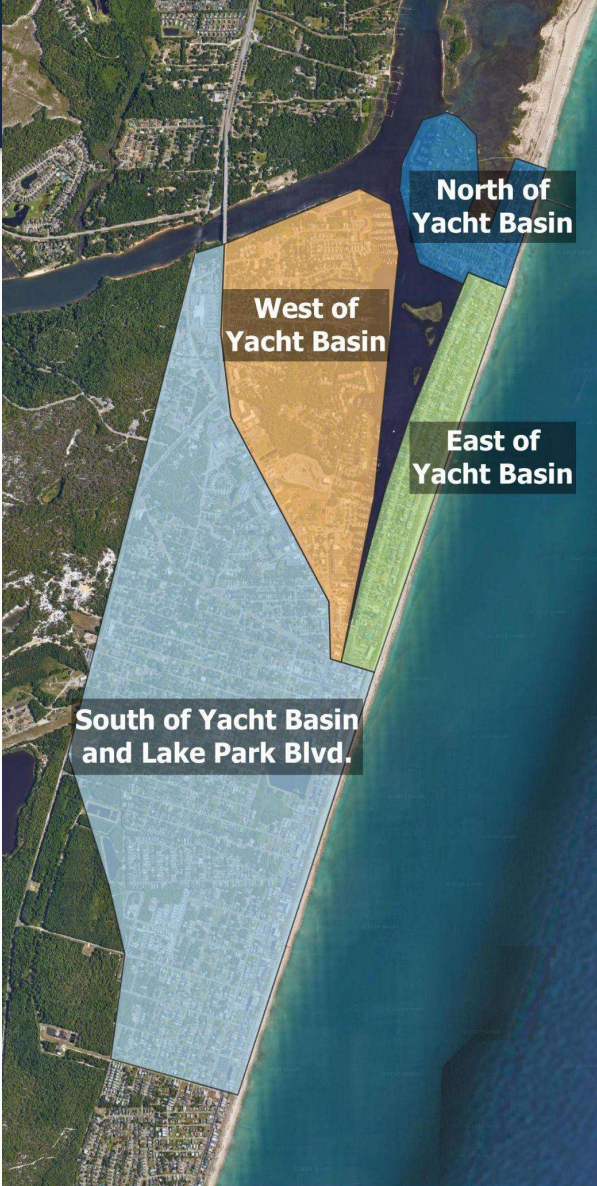 North of
Yacht Basin
West of
Yacht Basin
East of
Yacht Basin
South of Yacht Basin
and Lake Park Blvd.